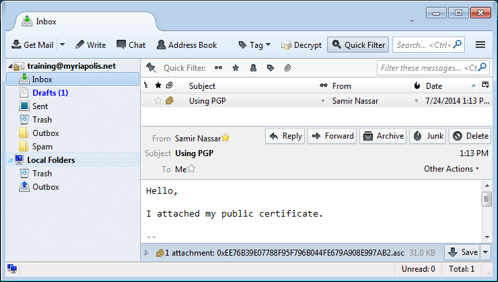 Inbox
Get Mail
Write
Chat
Address Book
Tag
Decrypt
Quick Filter
Search... <Ctrl+
training@myriapolis.net
Inbox
Drafts (1)
Sent
Trash
Outbox
Spam
Local Folders
Trash
Outbox
Quick Filter:
Filter these messages... <Ctrl+
Subject
From
Date
Using PGP
Samir Nassar
7/24/2014 1:13 P...
From Samir Nassar
Reply
Forward
Archive
Junk
Delete
Subject Using PGP
1:13 PM
To Me
Other Actions
Hello,
I attached my public certificate.
--
1 attachment: 0xEE76B39E07788F95F796B044FE679A908E997AB2.asc
31.0 KB
Save
Unread: 0
Total: 1